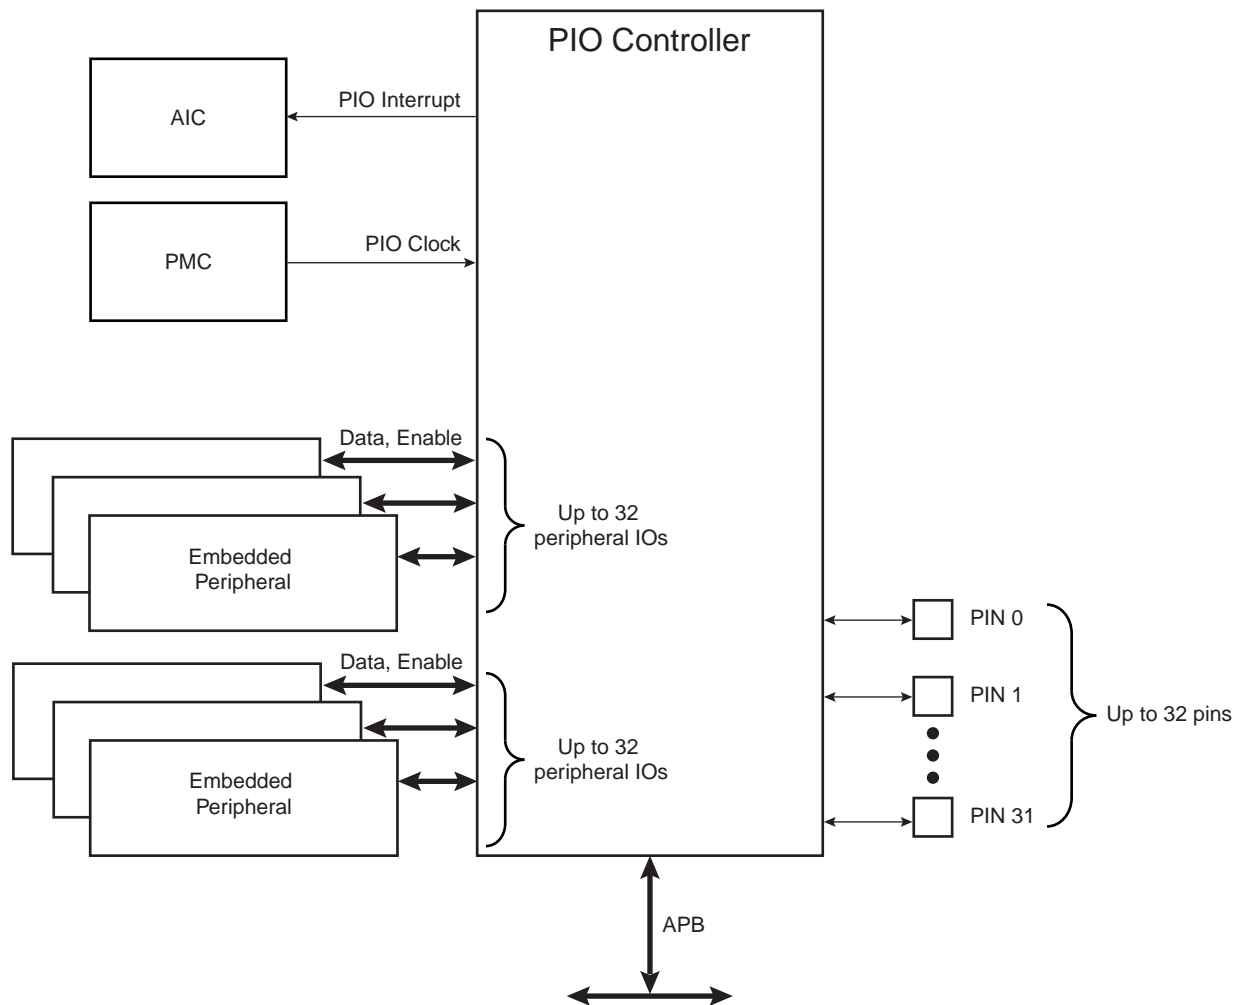 PIO Controller
PIO Interrupt
AIC
PIO Clock
PMC
Data, Enable
Up to 32
peripheral IOs
Embedded
Peripheral
PIN 0
Data, Enable
PIN 1
Up to 32 pins
Up to 32
peripheral IOs
Embedded
Peripheral
PIN 31
APB